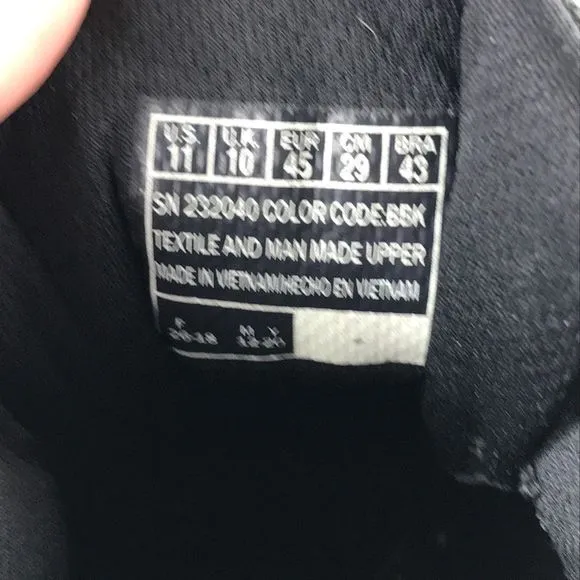 U.S. U.K. EUR CM BRA
11 10 45 29 43
SN 232040 COLOR CODE:BBK
TEXTILE AND MAN MADE UPPER
MADE IN VIETNAM/HECHO EN VIETNAM